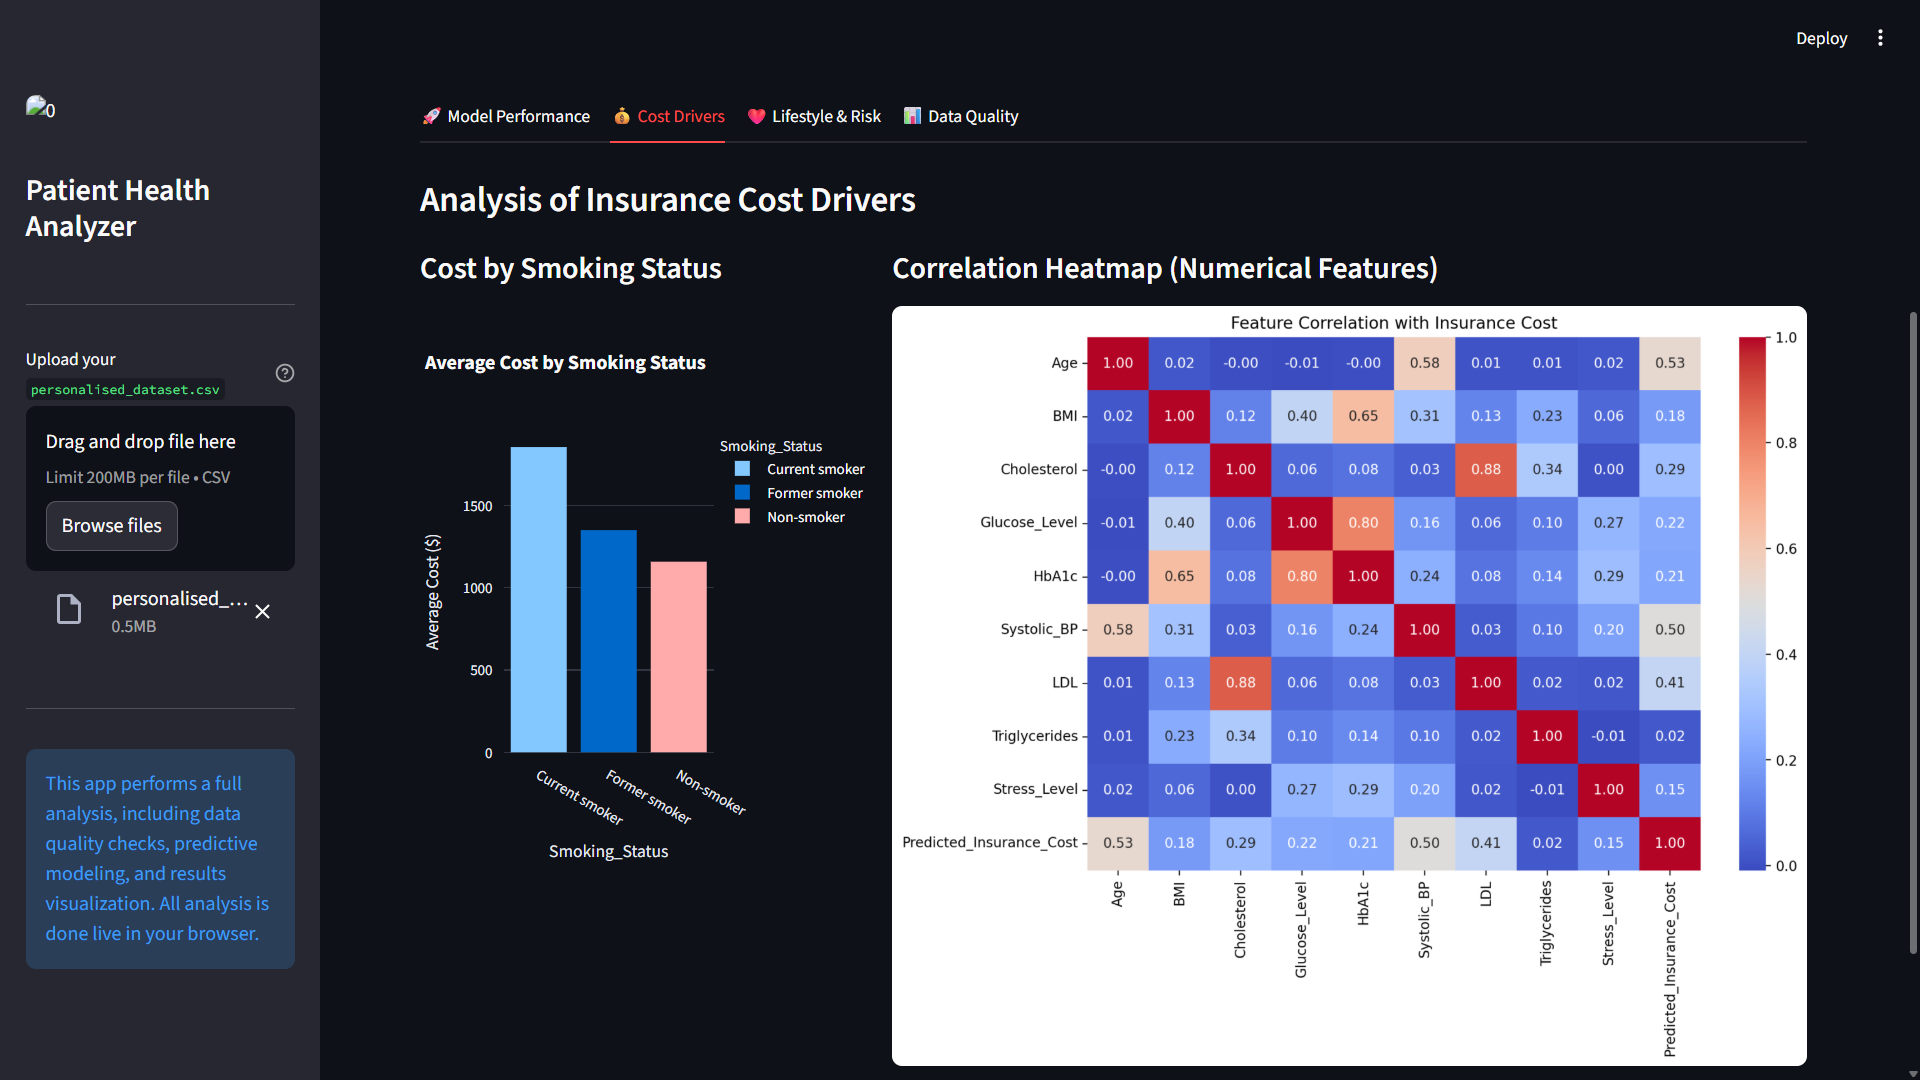 Deploy
0
Patient Health
Analyzer
Upload your
personalised_dataset.csv
Drag and drop file here
Limit 200MB per file • CSV
Browse files
personalised_...
0.5MB
This app performs a full
analysis, including data
quality checks, predictive
modeling, and results
visualization. All analysis is
done live in your browser.
🚀 Model Performance 💰 Cost Drivers ❤️ Lifestyle & Risk 📊 Data Quality
Analysis of Insurance Cost Drivers
Cost by Smoking Status
Average Cost by Smoking Status
Smoking_Status
Current smoker
Former smoker
Non-smoker
Average Cost ($)
1500
1000
500
0
Current smoker
Former smoker
Non-smoker
Smoking_Status
Correlation Heatmap (Numerical Features)
Feature Correlation with Insurance Cost
Age 1.00 0.02 -0.00 -0.01 -0.00 0.58 0.01 0.01 0.02 0.53
BMI 0.02 1.00 0.12 0.40 0.65 0.31 0.13 0.23 0.06 0.18
Cholesterol -0.00 0.12 1.00 0.06 0.08 0.03 0.88 0.34 0.00 0.29
Glucose_Level -0.01 0.40 0.06 1.00 0.80 0.16 0.06 0.10 0.27 0.22
HbA1c -0.00 0.65 0.08 0.80 1.00 0.24 0.08 0.14 0.29 0.21
Systolic_BP 0.58 0.31 0.03 0.16 0.24 1.00 0.03 0.10 0.20 0.50
LDL 0.01 0.13 0.88 0.06 0.08 0.03 1.00 0.02 0.02 0.41
Triglycerides 0.01 0.23 0.34 0.10 0.14 0.10 0.02 1.00 -0.01 0.02
Stress_Level 0.02 0.06 0.00 0.27 0.29 0.20 0.02 -0.01 1.00 0.15
Predicted_Insurance_Cost 0.53 0.18 0.29 0.22 0.21 0.50 0.41 0.02 0.15 1.00
Age
BMI
Cholesterol
Glucose_Level
HbA1c
Systolic_BP
LDL
Triglycerides
Stress_Level
Predicted_Insurance_Cost
1.0
0.8
0.6
0.4
0.2
0.0